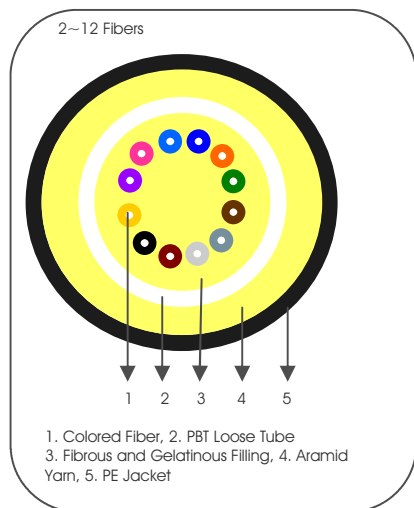 2~12 Fibers
1 2 3 4 5
1. Colored Fiber, 2. PBT Loose Tube
3. Fibrous and Gelatinous Filling, 4. Aramid
Yarn, 5. PE Jacket